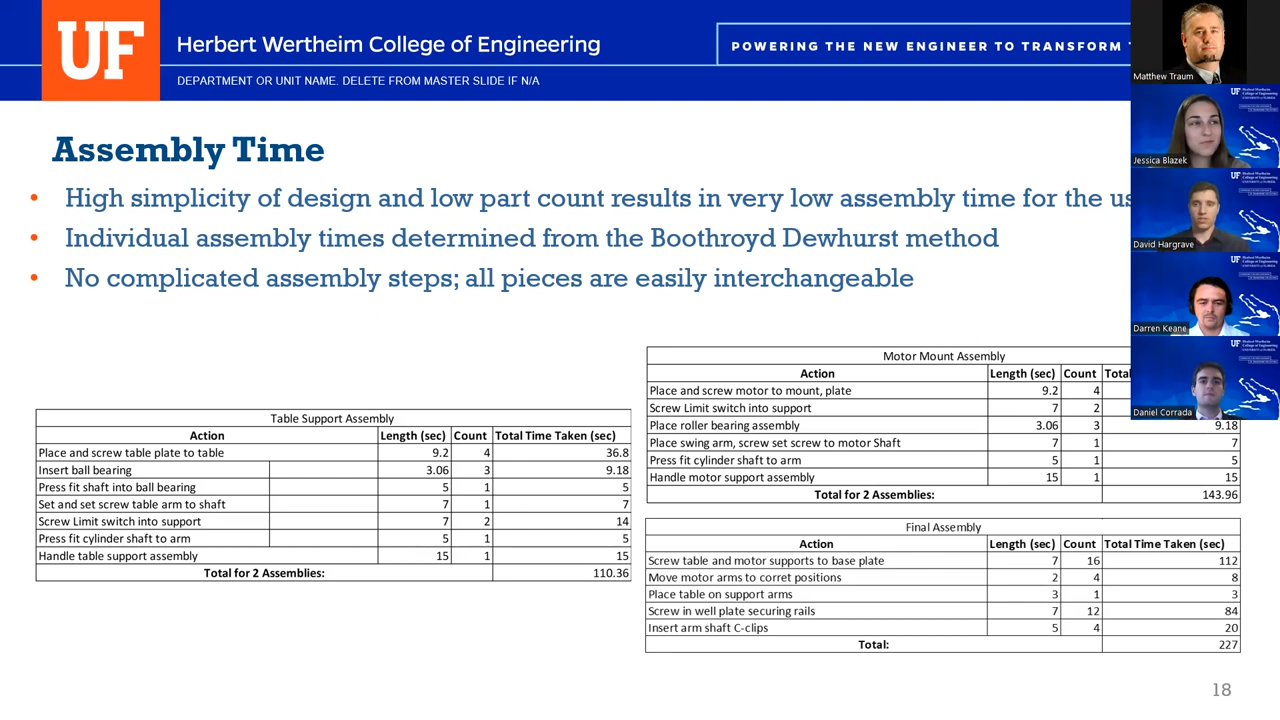 UF Herbert Wertheim College of Engineering
POWERING THE NEW ENGINEER TO TRANSFORM
DEPARTMENT OR UNIT NAME. DELETE FROM MASTER SLIDE IF N/A
Matthew Traum
Jessica Blazek
David Hargrave
Darren Keane
Daniel Corrada
Assembly Time
• High simplicity of design and low part count results in very low assembly time for the us
• Individual assembly times determined from the Boothroyd Dewhurst method
• No complicated assembly steps; all pieces are easily interchangeable
Table Support Assembly
Action Length (sec) Count Total Time Taken (sec)
Place and screw table plate to table 9.2 4 36.8
Insert ball bearing 3.06 3 9.18
Press fit shaft into ball bearing 5 1 5
Set and set screw table arm to shaft 7 1 7
Screw Limit switch into support 7 2 14
Press fit cylinder shaft to arm 5 1 5
Handle table support assembly 15 1 15
Total for 2 Assemblies: 110.36
Motor Mount Assembly
Action Length (sec) Count Total
Place and screw motor to mount, plate 9.2 4
Screw Limit switch into support 7 2
Place roller bearing assembly 3.06 3 9.18
Place swing arm, screw set screw to motor Shaft 7 1 7
Press fit cylinder shaft to arm 5 1 5
Handle motor support assembly 15 1 15
Total for 2 Assemblies: 143.96
Final Assembly
Action Length (sec) Count Total Time Taken (sec)
Screw table and motor supports to base plate 7 16 112
Move motor arms to corret positions 2 4 8
Place table on support arms 3 1 3
Screw in well plate securing rails 7 12 84
Insert arm shaft C-clips 5 4 20
Total: 227
18